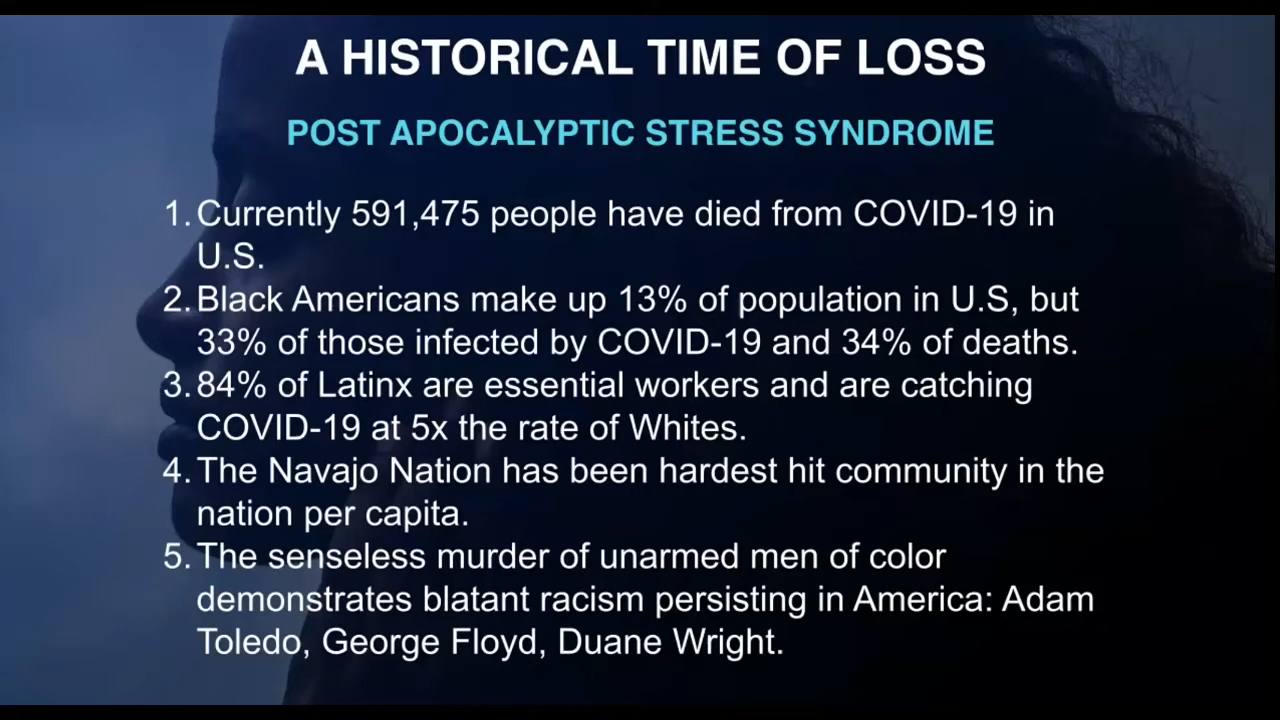 A HISTORICAL TIME OF LOSS
POST APOCALYPTIC STRESS SYNDROME
1. Currently 591,475 people have died from COVID-19 in
U.S.
2. Black Americans make up 13% of population in U.S, but
33% of those infected by COVID-19 and 34% of deaths.
3. 84% of Latinx are essential workers and are catching
COVID-19 at 5x the rate of Whites.
4. The Navajo Nation has been hardest hit community in the
nation per capita.
5. The senseless murder of unarmed men of color
demonstrates blatant racism persisting in America: Adam
Toledo, George Floyd, Duane Wright.